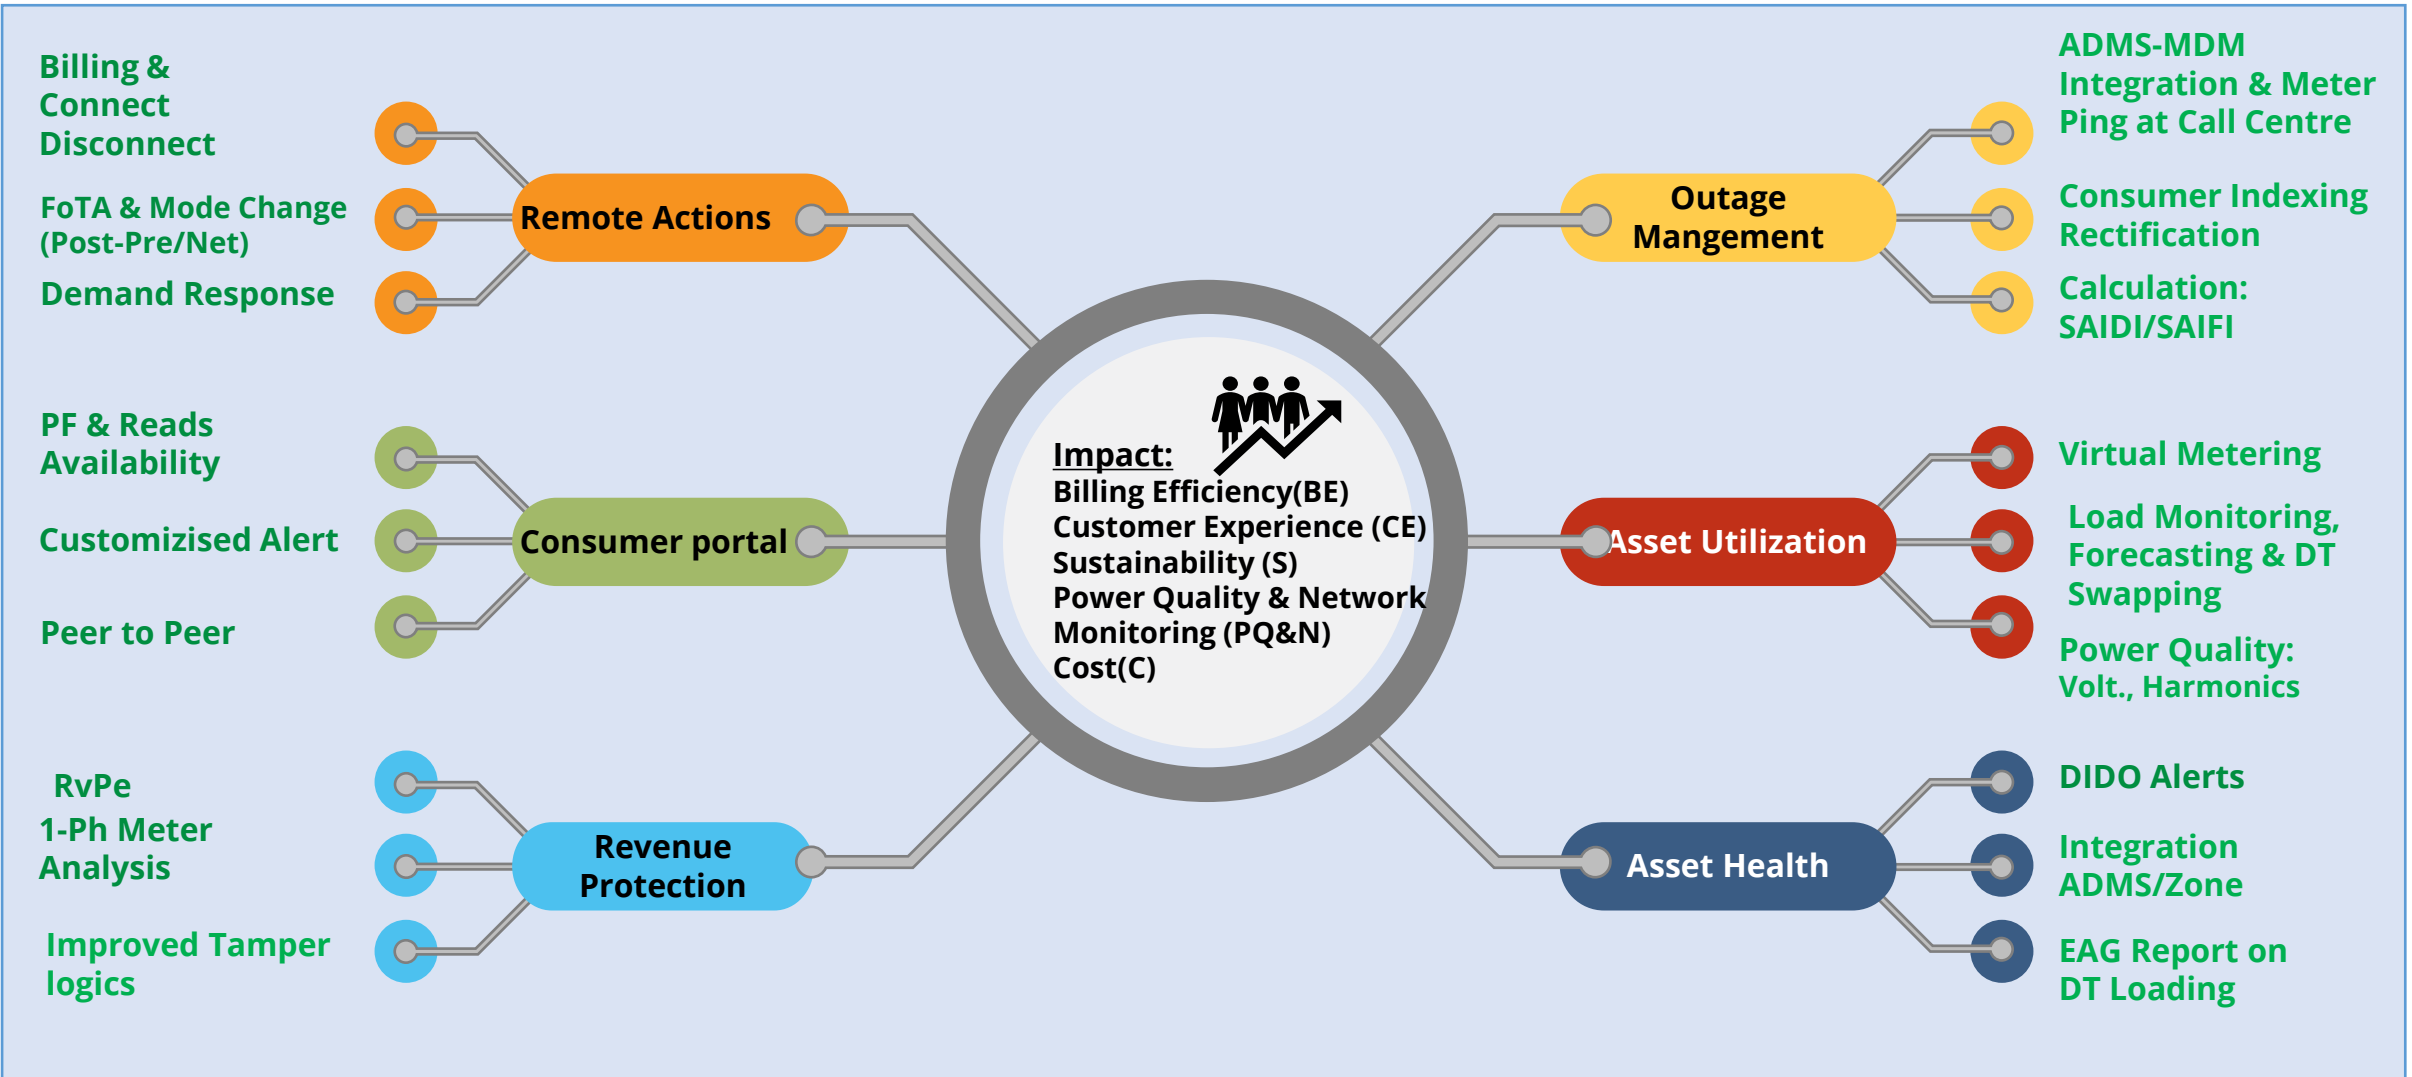 Billing &
Connect
Disconnect
FoTA & Mode Change
(Post-Pre/Net)
Demand Response
Remote Actions
PF & Reads
Availability
Customizised Alert
Peer to Peer
Consumer portal
RvPe
1-Ph Meter
Analysis
Improved Tamper
logics
Revenue
Protection
Impact:
Billing Efficiency(BE)
Customer Experience (CE)
Sustainability (S)
Power Quality & Network
Monitoring (PQ&N)
Cost(C)
Outage
Mangement
ADMS-MDM
Integration & Meter
Ping at Call Centre
Consumer Indexing
Rectification
Calculation:
SAIDI/SAIFI
Asset Utilization
Virtual Metering
Load Monitoring,
Forecasting & DT
Swapping
Power Quality:
Volt., Harmonics
Asset Health
DIDO Alerts
Integration
ADMS/Zone
EAG Report on
DT Loading